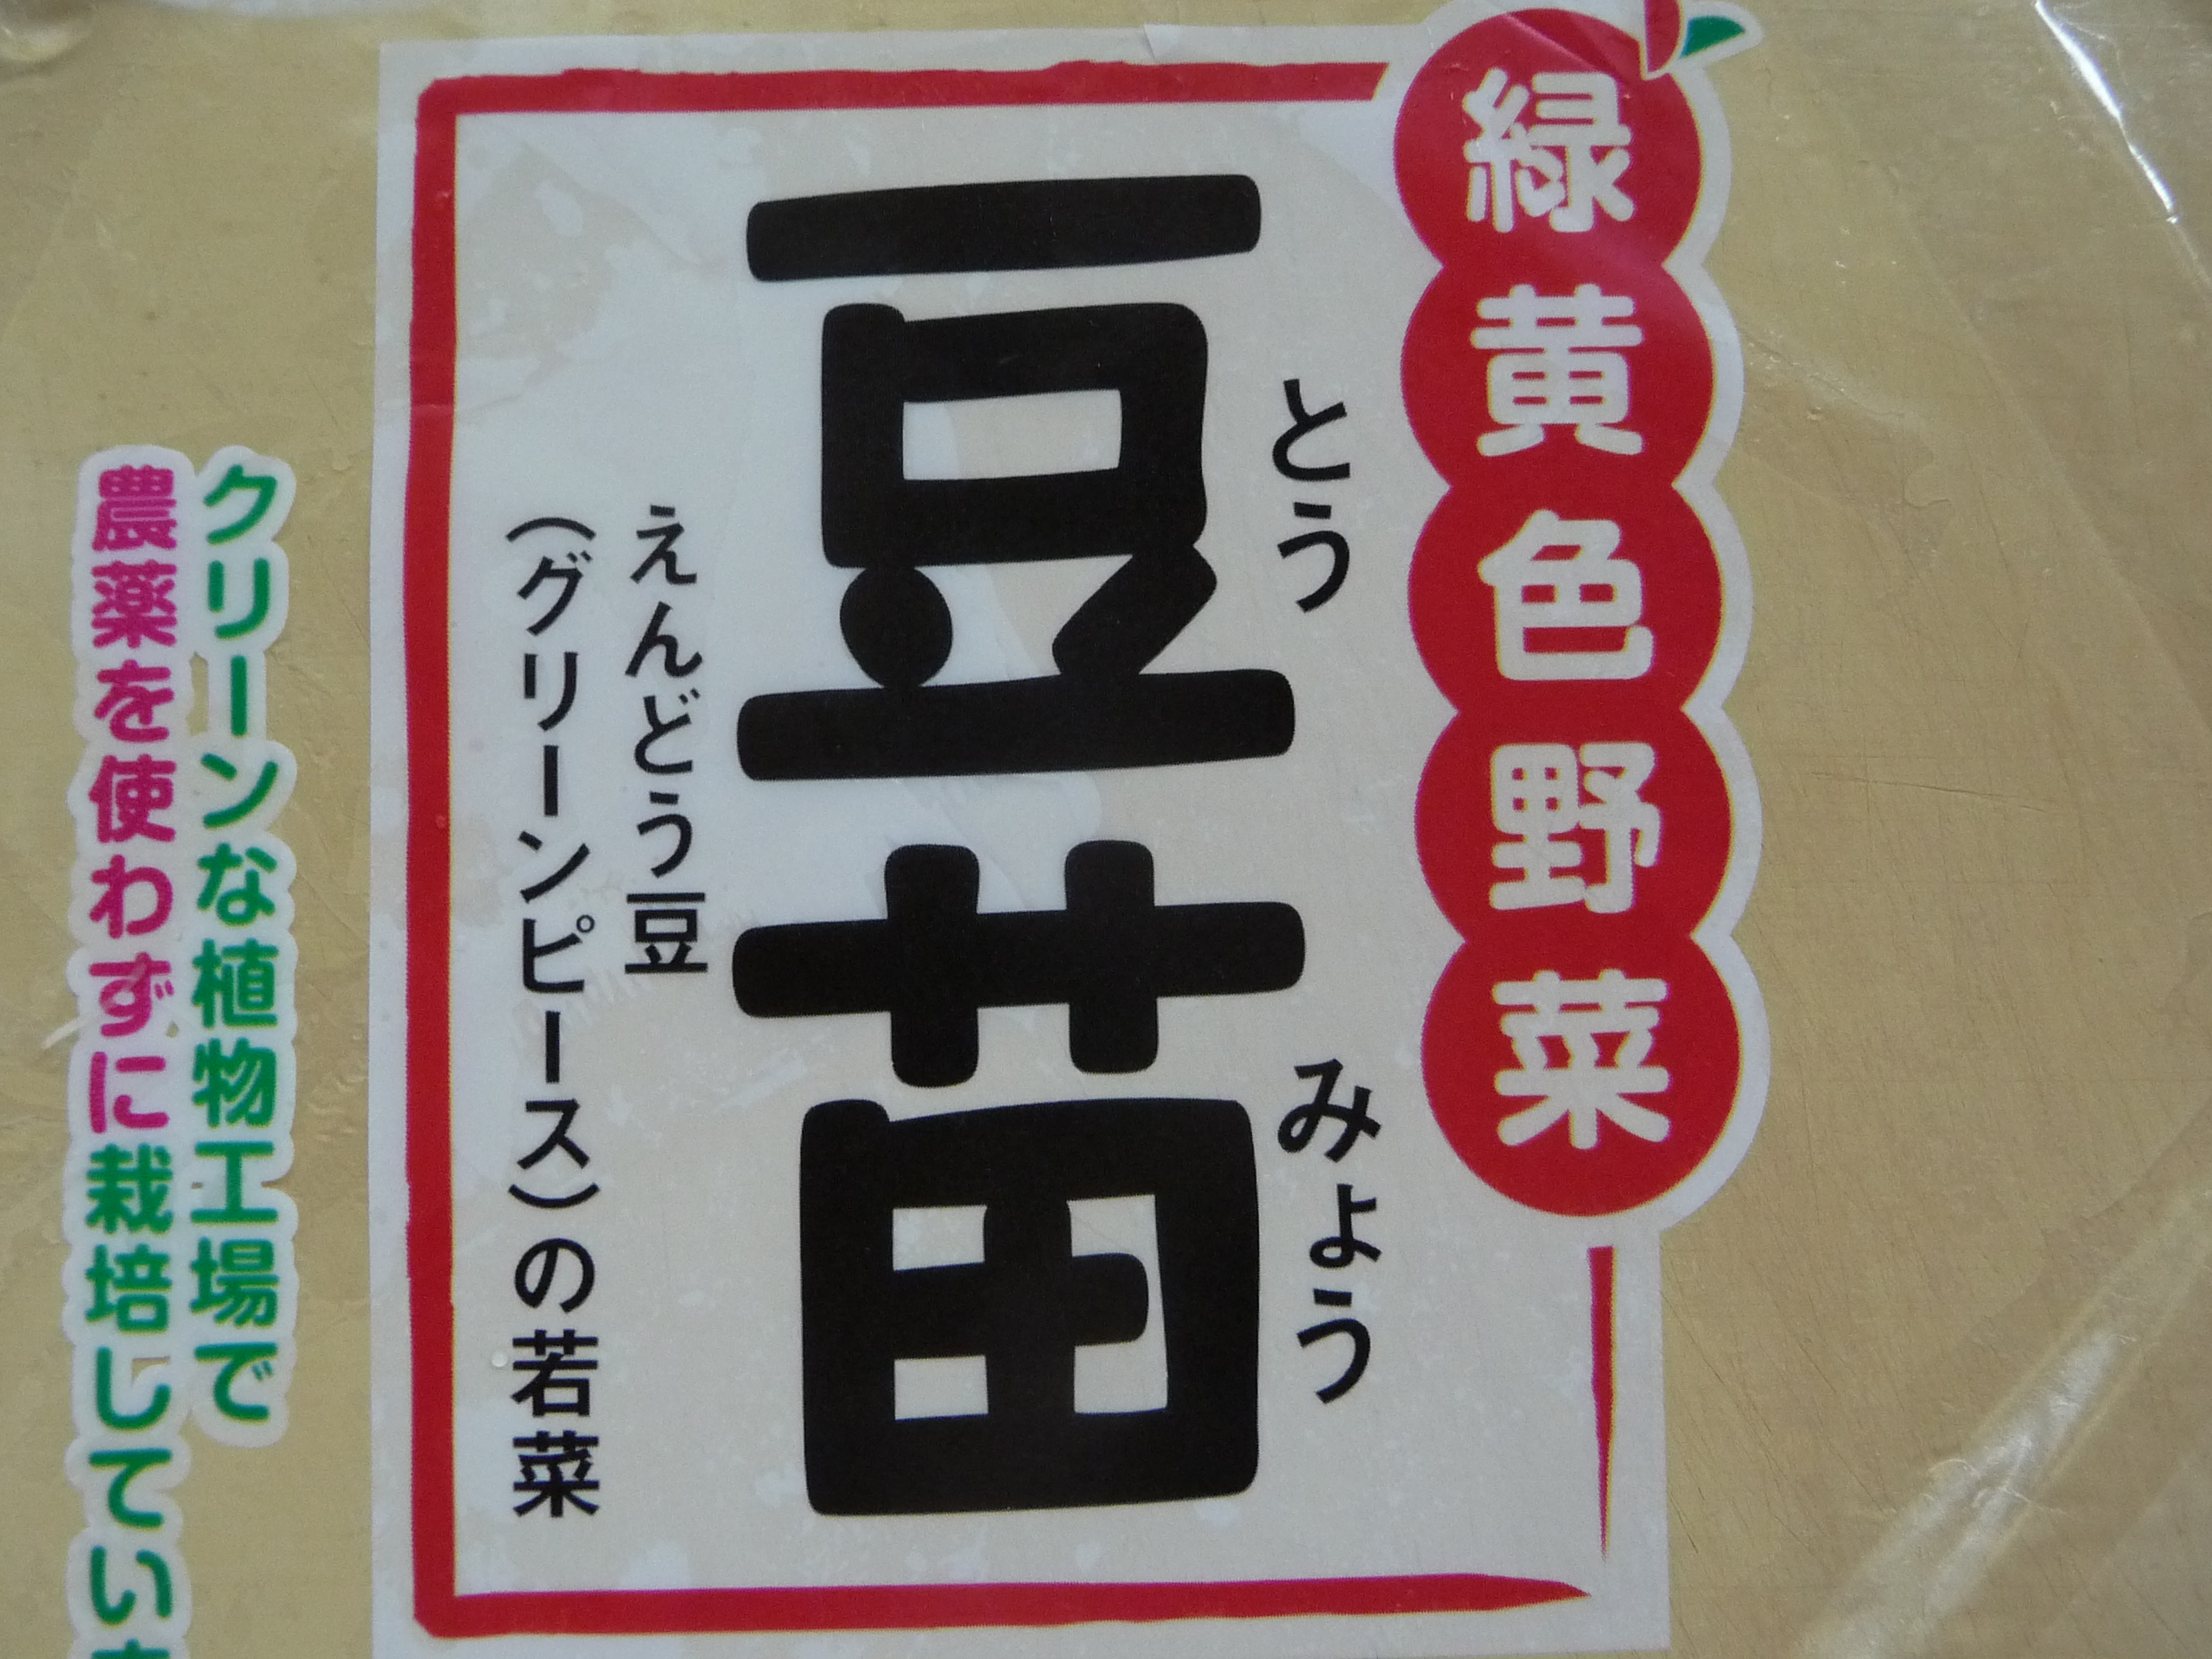 緑黄色野菜
とうみょう
豆苗
えんどう豆
(グリーンピース)の若菜
クリーンな植物工場で
農薬を使わずに栽培してい